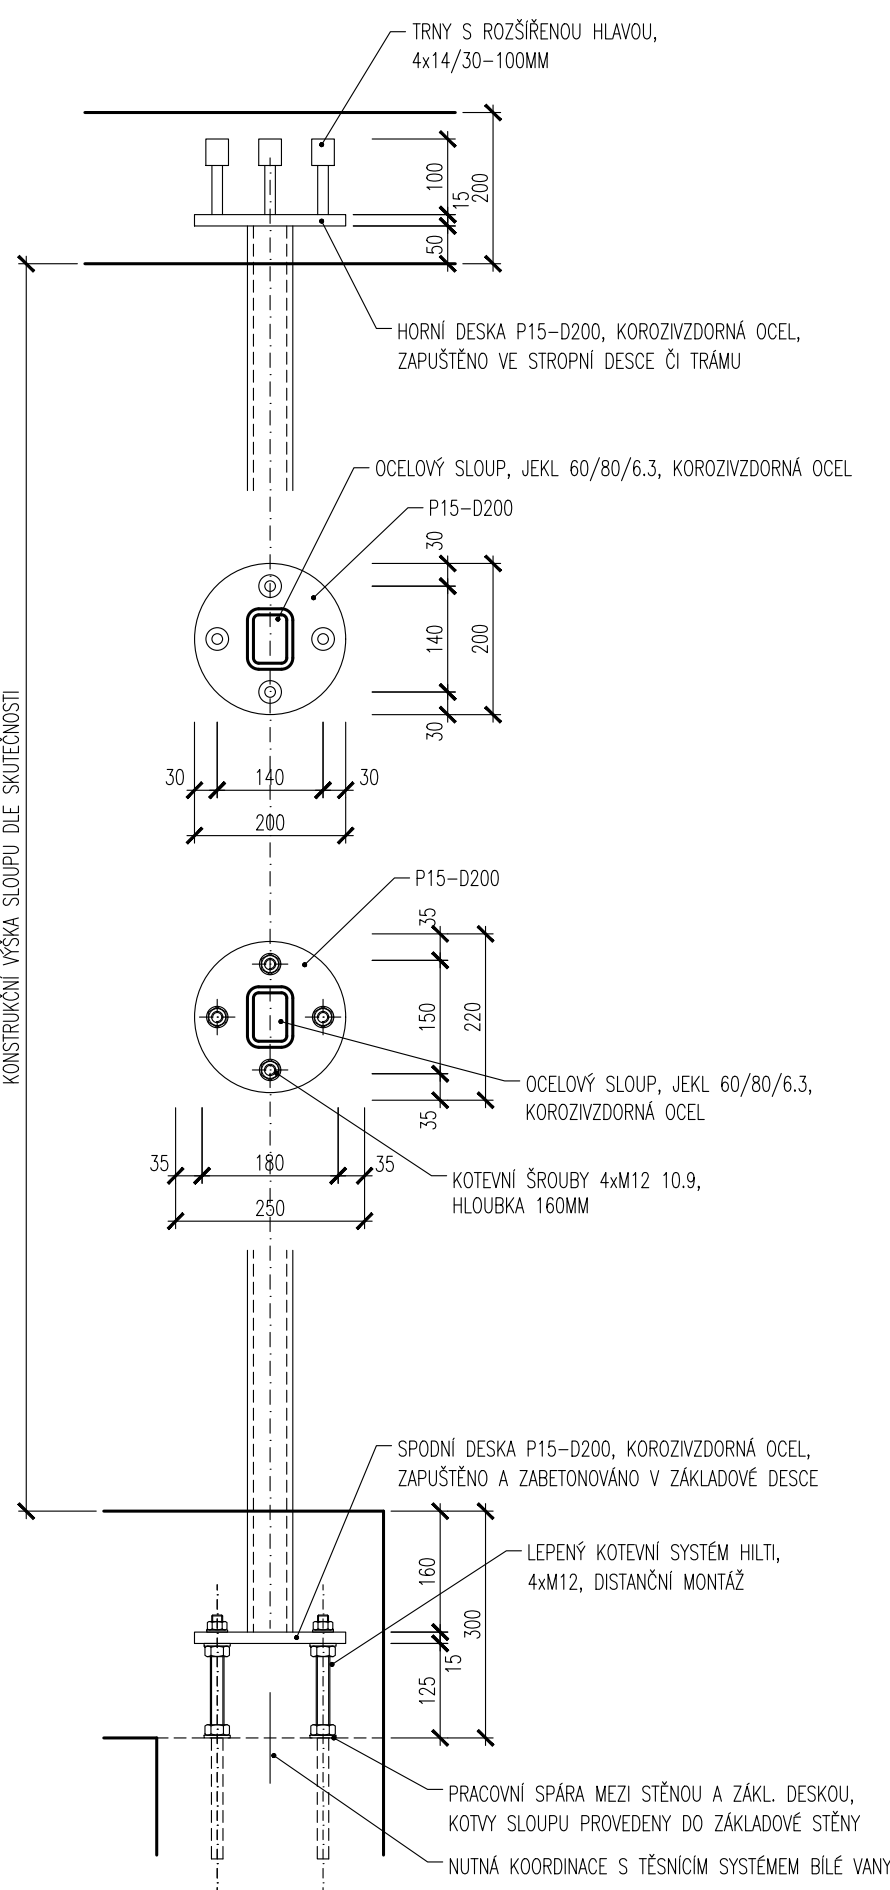 TRNY S ROZŠÍŘENOU HLAVOU,
4x14/30-100MM
100
15
200
50
HORNÍ DESKA P15-D200, KOROZIVZDORNÁ OCEL,
ZAPUŠTĚNO VE STROPNÍ DESCE ČI TRÁMU
OCELOVÝ SLOUP, JEKL 60/80/6.3, KOROZIVZDORNÁ OCEL
P15-D200
30
140
200
30
30
140
30
200
KONSTRUKČNÍ VÝŠKA SLOUPU DLE SKUTEČNOSTI
P15-D200
35
150
220
35
OCELOVÝ SLOUP, JEKL 60/80/6.3,
KOROZIVZDORNÁ OCEL
35
180
35
250
KOTEVNÍ ŠROUBY 4xM12 10.9,
HLOUBKA 160MM
SPODNÍ DESKA P15-D200, KOROZIVZDORNÁ OCEL,
ZAPUŠTĚNO A ZABETONOVÁNO V ZÁKLADOVÉ DESCE
LEPENÝ KOTEVNÍ SYSTÉM HILTI,
4xM12, DISTANČNÍ MONTÁŽ
160
300
15
125
PRACOVNÍ SPÁRA MEZI STĚNOU A ZÁKL. DESKOU,
KOTVY SLOUPU PROVEDENY DO ZÁKLADOVÉ STĚNY
NUTNÁ KOORDINACE S TĚSNÍCÍM SYSTÉMEM BÍLÉ VANY